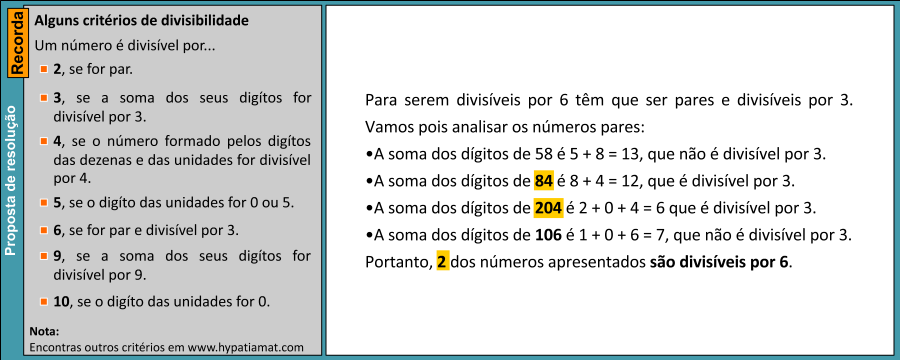 Recorda
Proposta de resolução
Alguns critérios de divisibilidade
Um número é divisível por...
2, se for par.
3, se a soma dos seus digítos for
divisível por 3.
4, se o número formado pelos digítos
das dezenas e das unidades for divisível
por 4.
5, se o digíto das unidades for 0 ou 5.
6, se for par e divisível por 3.
9, se a soma dos seus digítos for
divisível por 9.
10, se o digíto das unidades for 0.
Nota:
Encontras outros critérios em www.hypatiamat.com
Para serem divisíveis por 6 têm que ser pares e divisíveis por 3.
Vamos pois analisar os números pares:
•A soma dos dígitos de 58 é 5 + 8 = 13, que não é divisível por 3.
•A soma dos dígitos de 84 é 8 + 4 = 12, que é divisível por 3.
•A soma dos dígitos de 204 é 2 + 0 + 4 = 6 que é divisível por 3.
•A soma dos dígitos de 106 é 1 + 0 + 6 = 7, que não é divisível por 3.
Portanto, 2 dos números apresentados são divisíveis por 6.